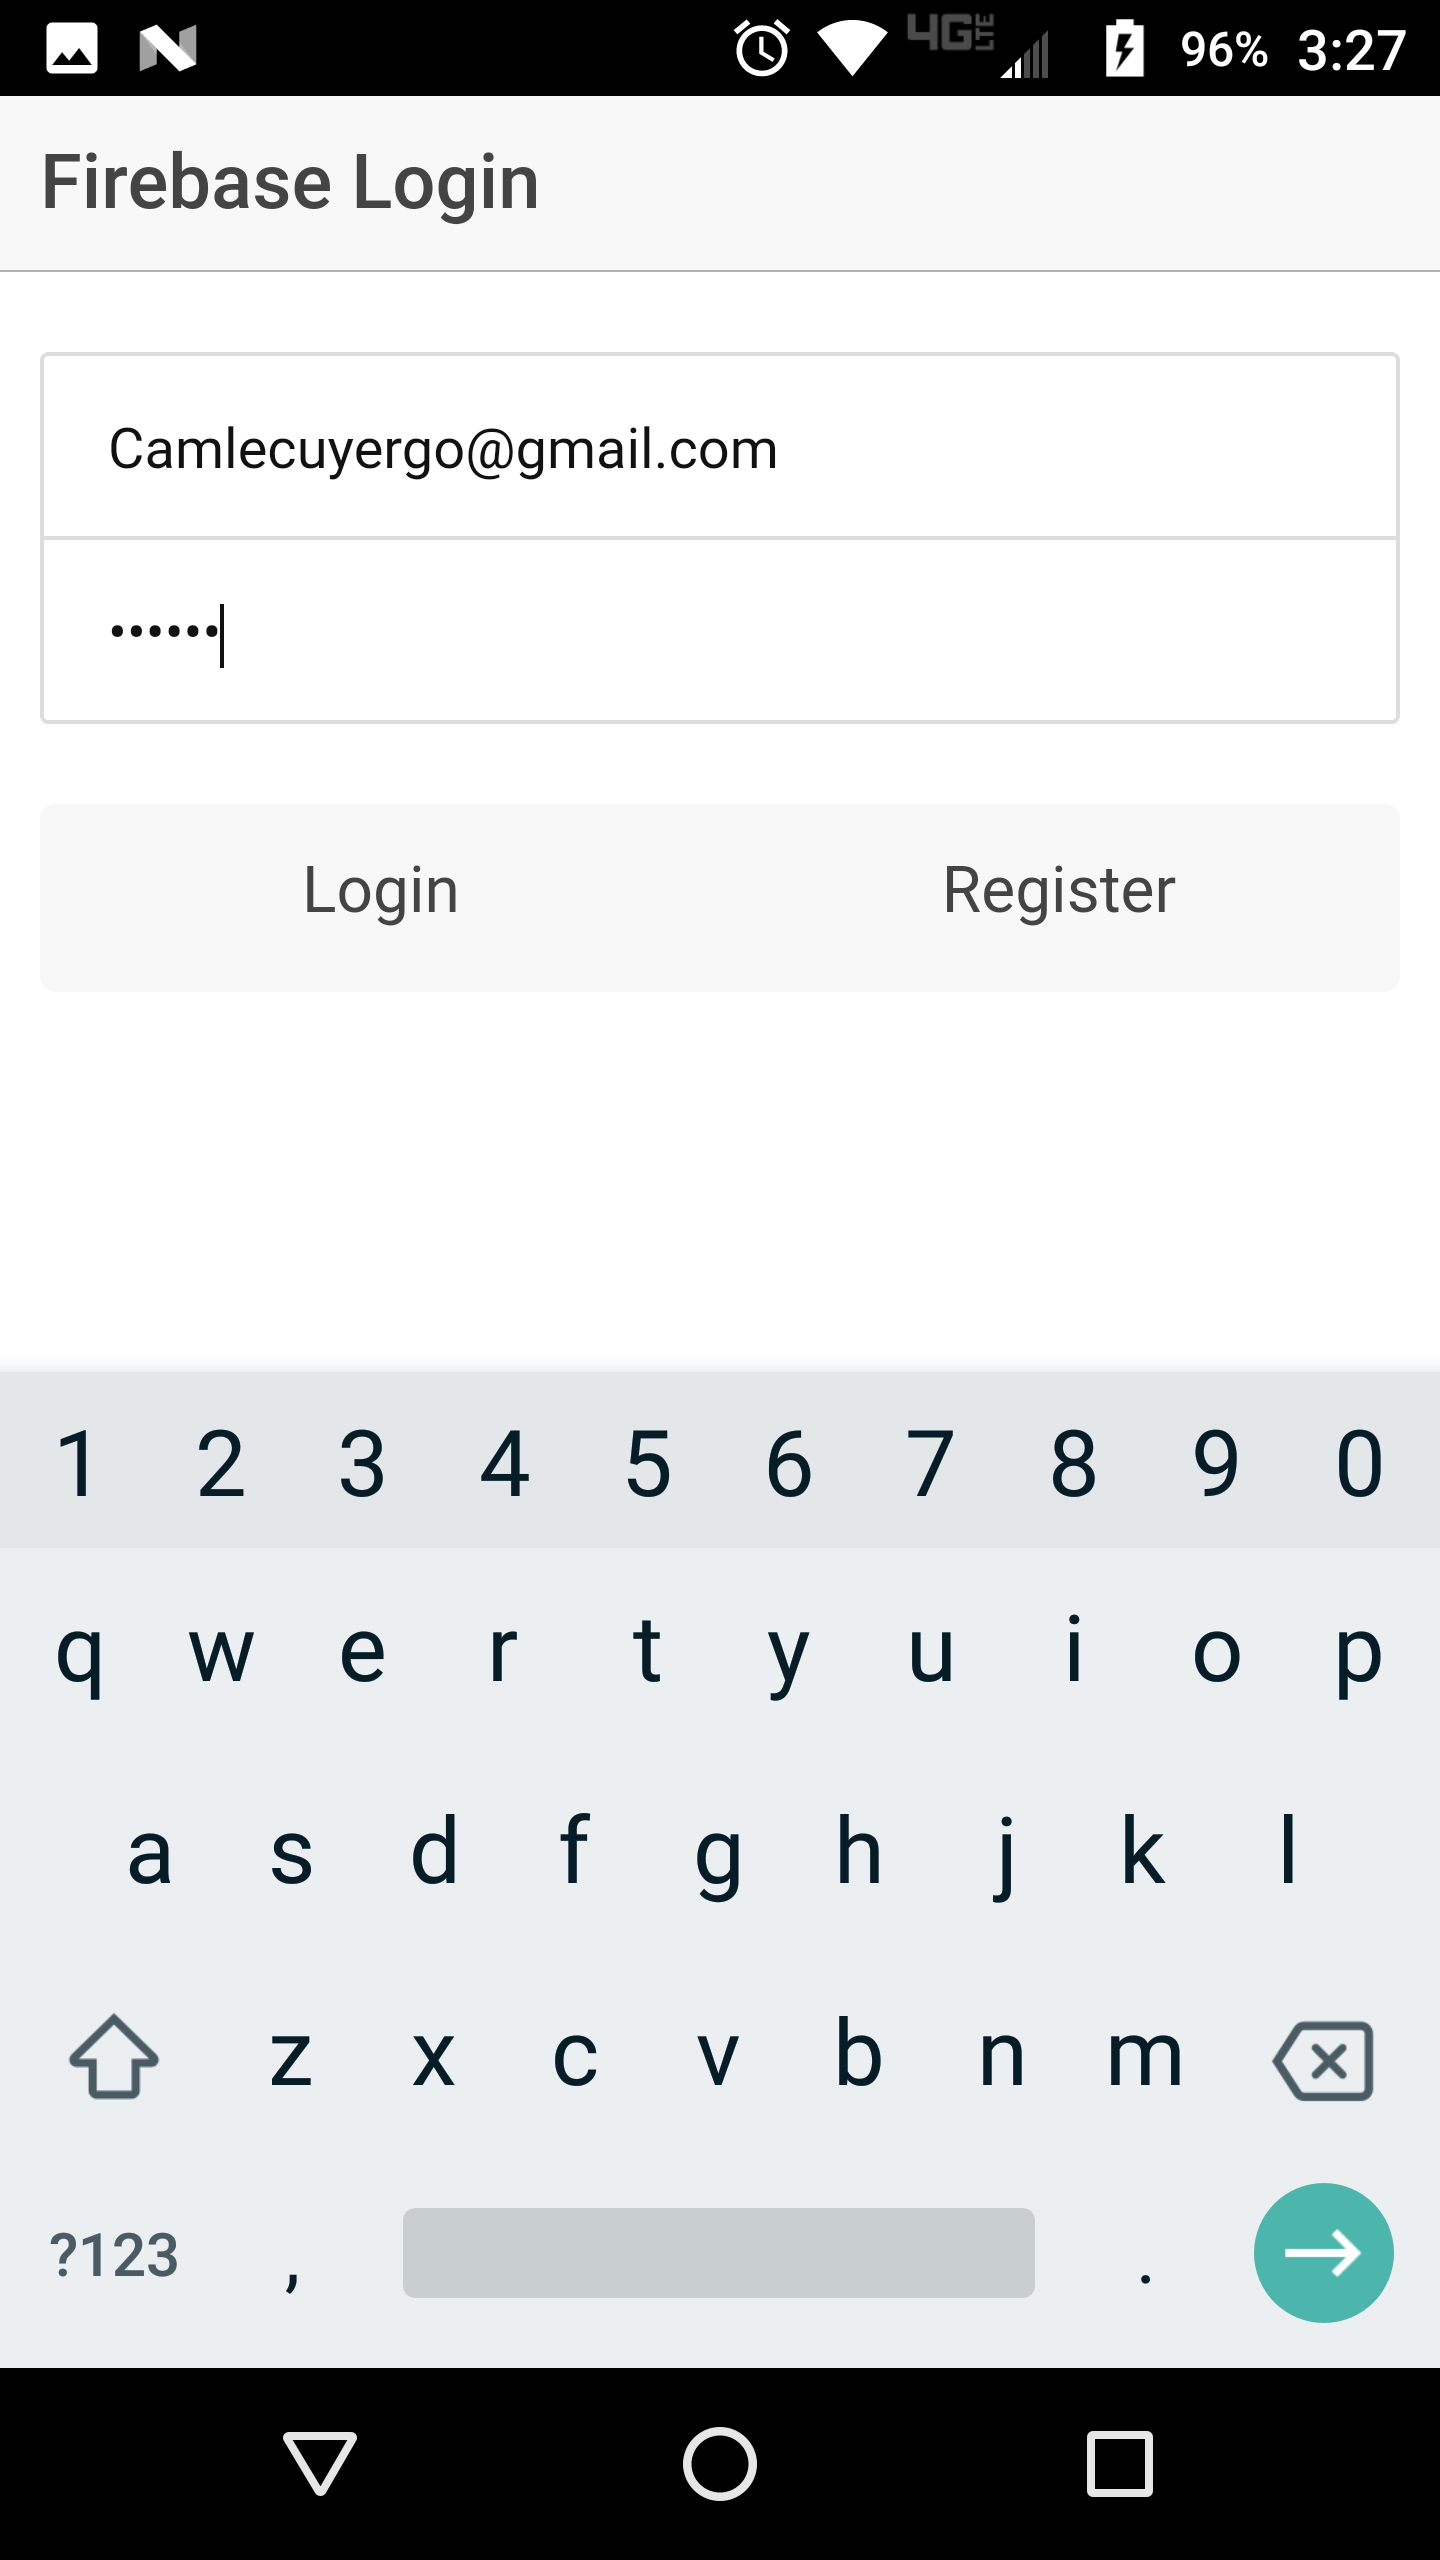 4G LTE 96% 3:27
Firebase Login
Camlecuyergo@gmail.com
••••••
Login Register
1 2 3 4 5 6 7 8 9 0
q w e r t y u i o p
a s d f g h j k l
z x c v b n m
?123 , .